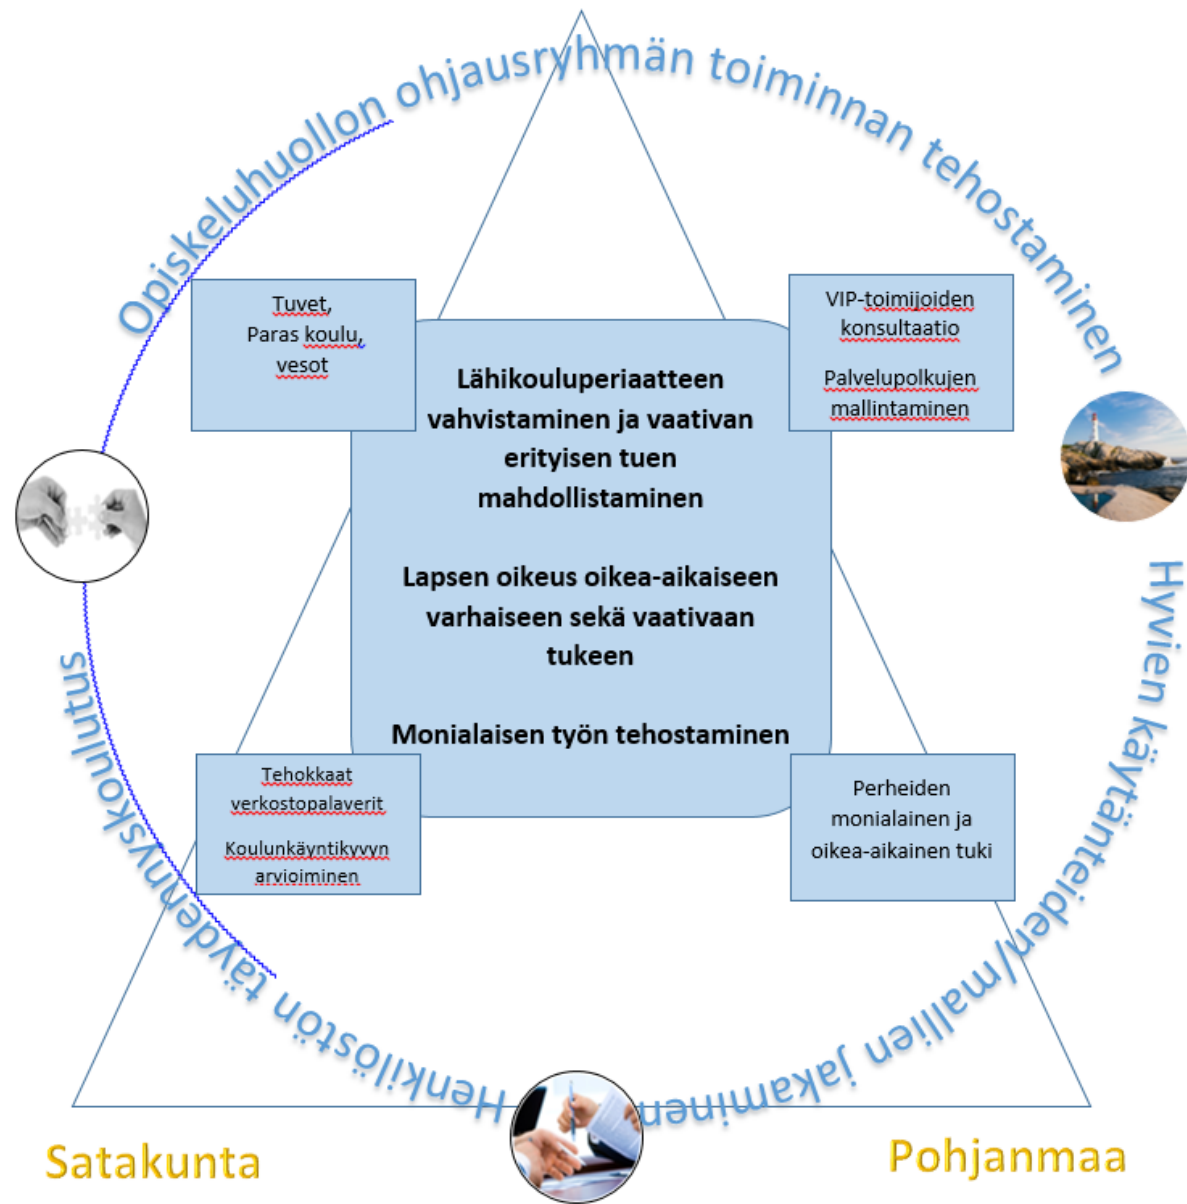 Opiskeluhuollon ohjausryhmän toiminnan tehostaminen
Tuvet,
Paras koulu,
vesot
VIP-toimijoiden
konsultaatio
Palvelupolkujen
mallintaminen
Lähikouluperiaatteen
vahvistaminen ja vaativan
erityisen tuen
mahdollistaminen
Lapsen oikeus oikea-aikaiseen
varhaiseen sekä vaativaan
tukeen
Monialaisen työn tehostaminen
Tehokkaat
verkostopalaverit
Koulunkäyntikyvyn
arvioiminen
Perheiden
monialainen ja
oikea-aikainen tuki
Hyvien käytänteiden/mallien jakaminen
Henkilöstön täydennyskoulutus
Satakunta
Pohjanmaa